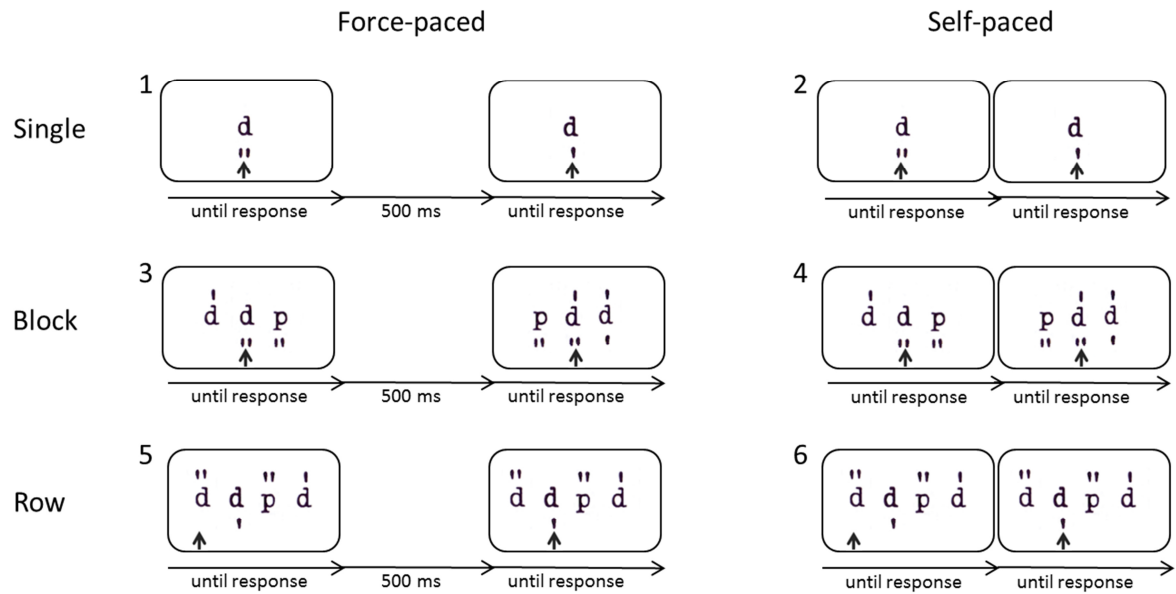 Force-paced Self-paced
1 2
Single d d d d
" ' " '
until response 500 ms until response until response until response
3 4
' ' ' ' ' '
Block d d p p d d d d p p d d
" " " " ' " " " " '
until response 500 ms until response until response until response
5 6
" " ' " " ' " " ' " " '
Row d d p d d d p d d d p d d d p d
' ' ' '
until response 500 ms until response until response until response